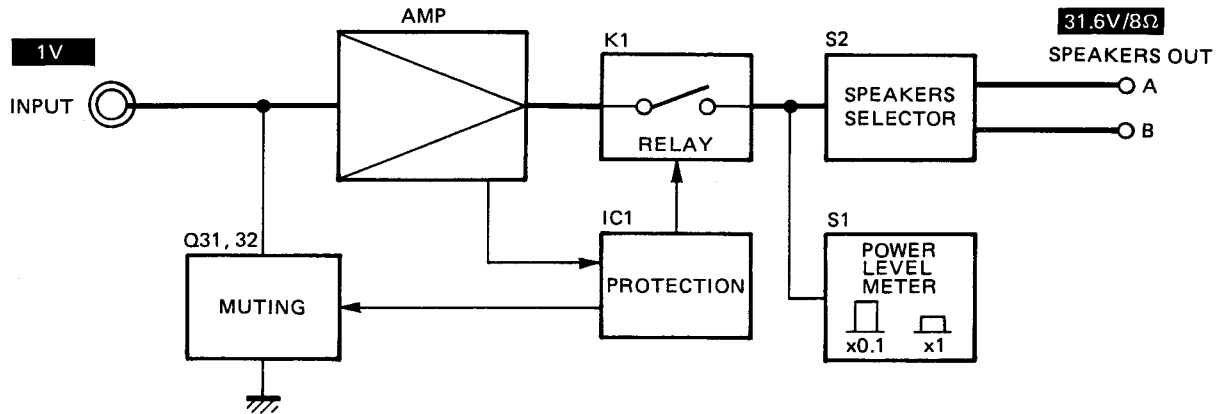 AMP
31.6V/8Ω
1V
K1
S2
SPEAKERS OUT
INPUT
SPEAKERS
SELECTOR
A
RELAY
B
Q31, 32
IC1
S1
MUTING
PROTECTION
POWER
LEVEL
METER
x0.1
x1